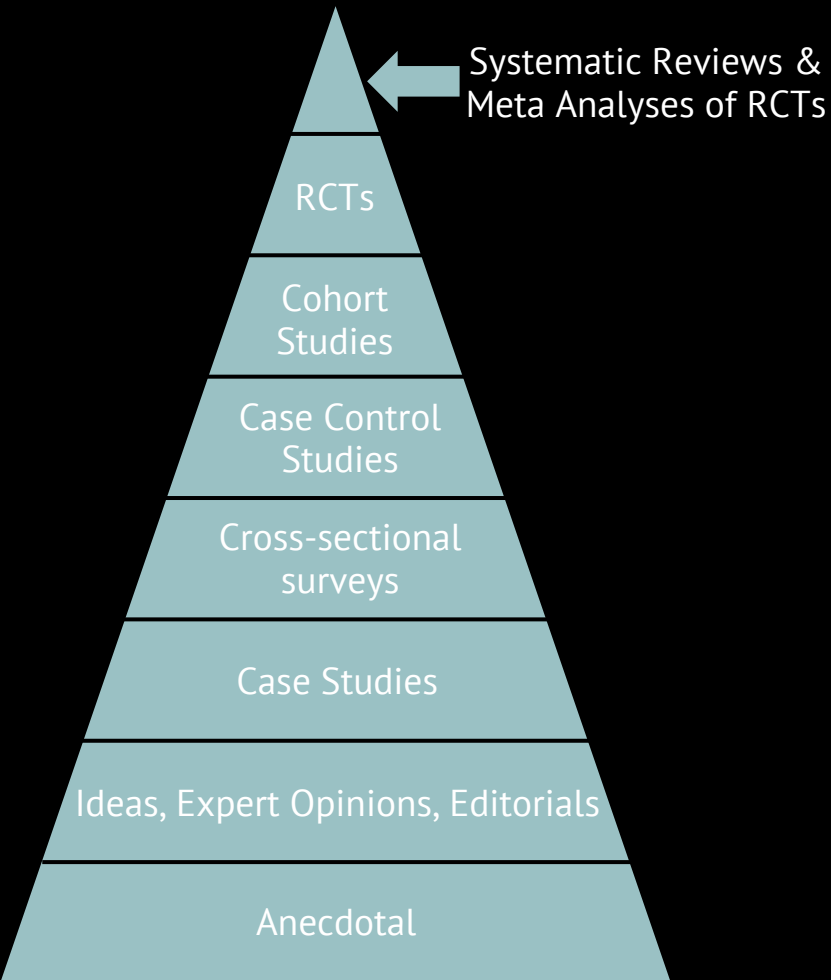 Systematic Reviews &
Meta Analyses of RCTs
RCTs
Cohort
Studies
Case Control
Studies
Cross-sectional
surveys
Case Studies
Ideas, Expert Opinions, Editorials
Anecdotal